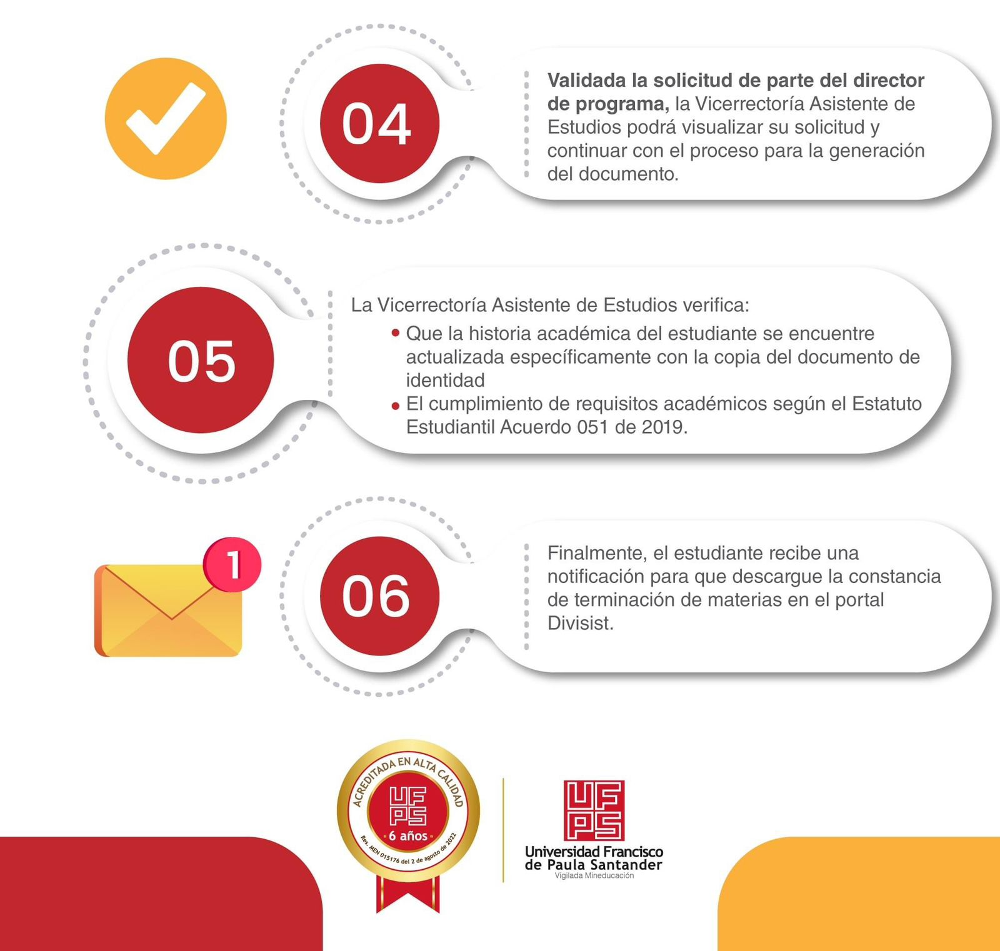 04
Validada la solicitud de parte del director
de programa, la Vicerrectoría Asistente de
Estudios podrá visualizar su solicitud y
continuar con el proceso para la generación
del documento.
05
La Vicerrectoría Asistente de Estudios verifica:
• Que la historia académica del estudiante se encuentre
actualizada específicamente con la copia del documento de
identidad
• El cumplimiento de requisitos académicos según el Estatuto
Estudiantil Acuerdo 051 de 2019.
1
06
Finalmente, el estudiante recibe una
notificación para que descargue la constancia
de terminación de materias en el portal
Divisist.
ACREDITADA EN ALTA CALIDAD
UF
PS
6 años
Res. MEN 015176 del 2 de agosto de 2022
UF
PS
Universidad Francisco
de Paula Santander
Vigilada Mineducación